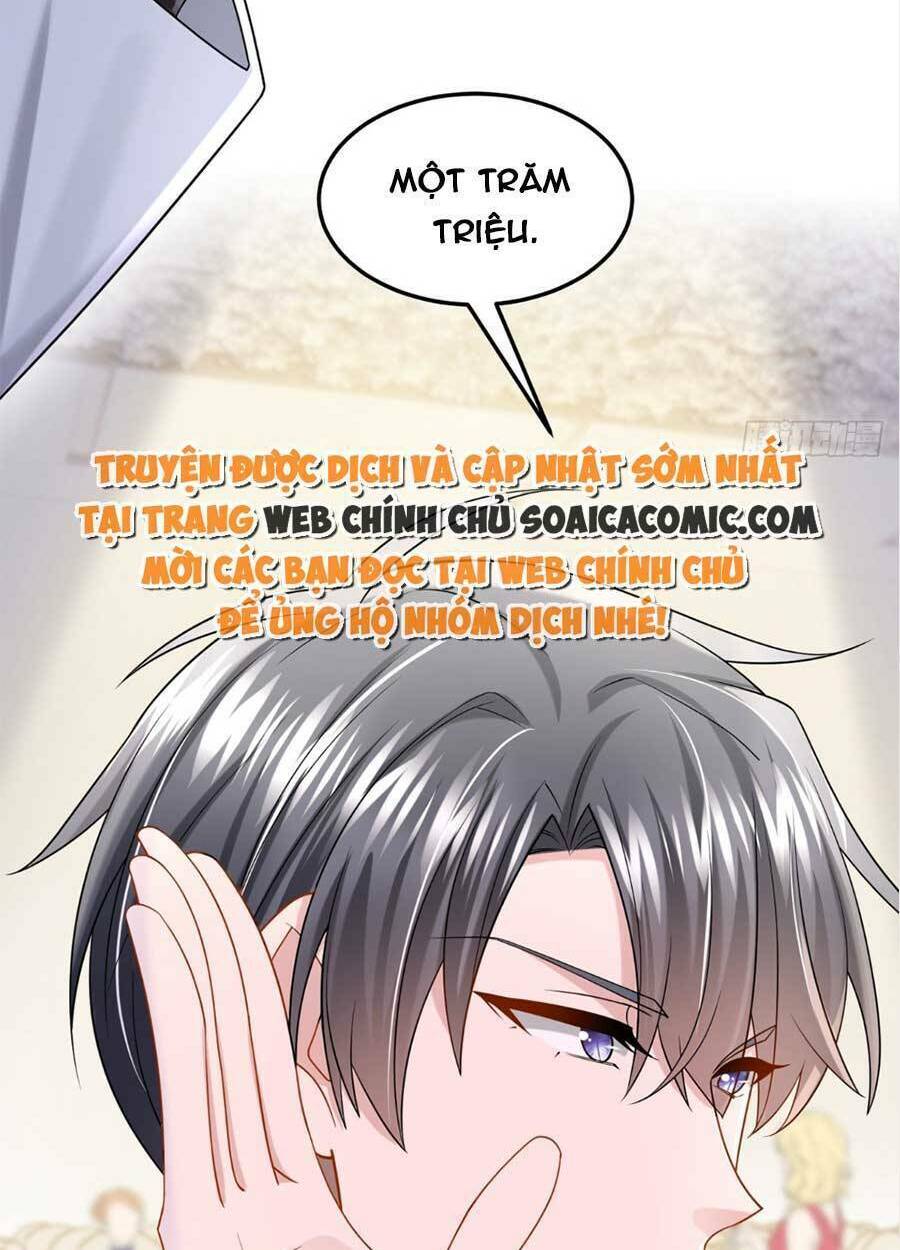 MỘT TRĂM
TRIỆU.
TRUYỆN ĐƯỢC DỊCH VÀ CẬP NHẬT SỚM NHẤT
TẠI TRANG WEB CHÍNH CHỦ SOAICACOMIC.COM
MỜI CÁC BẠN ĐỌC TẠI WEB CHÍNH CHỦ
ĐỂ ỦNG HỘ NHÓM DỊCH NHÉ!